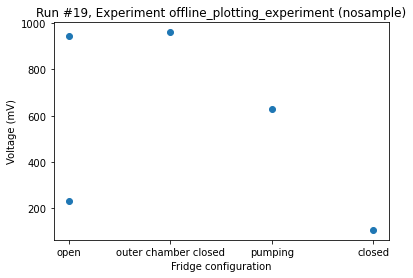 Run #19, Experiment offline_plotting_experiment (nosample)
1000
800
600
400
200
Voltage (mV)
open
outer chamber closed
pumping
closed
Fridge configuration